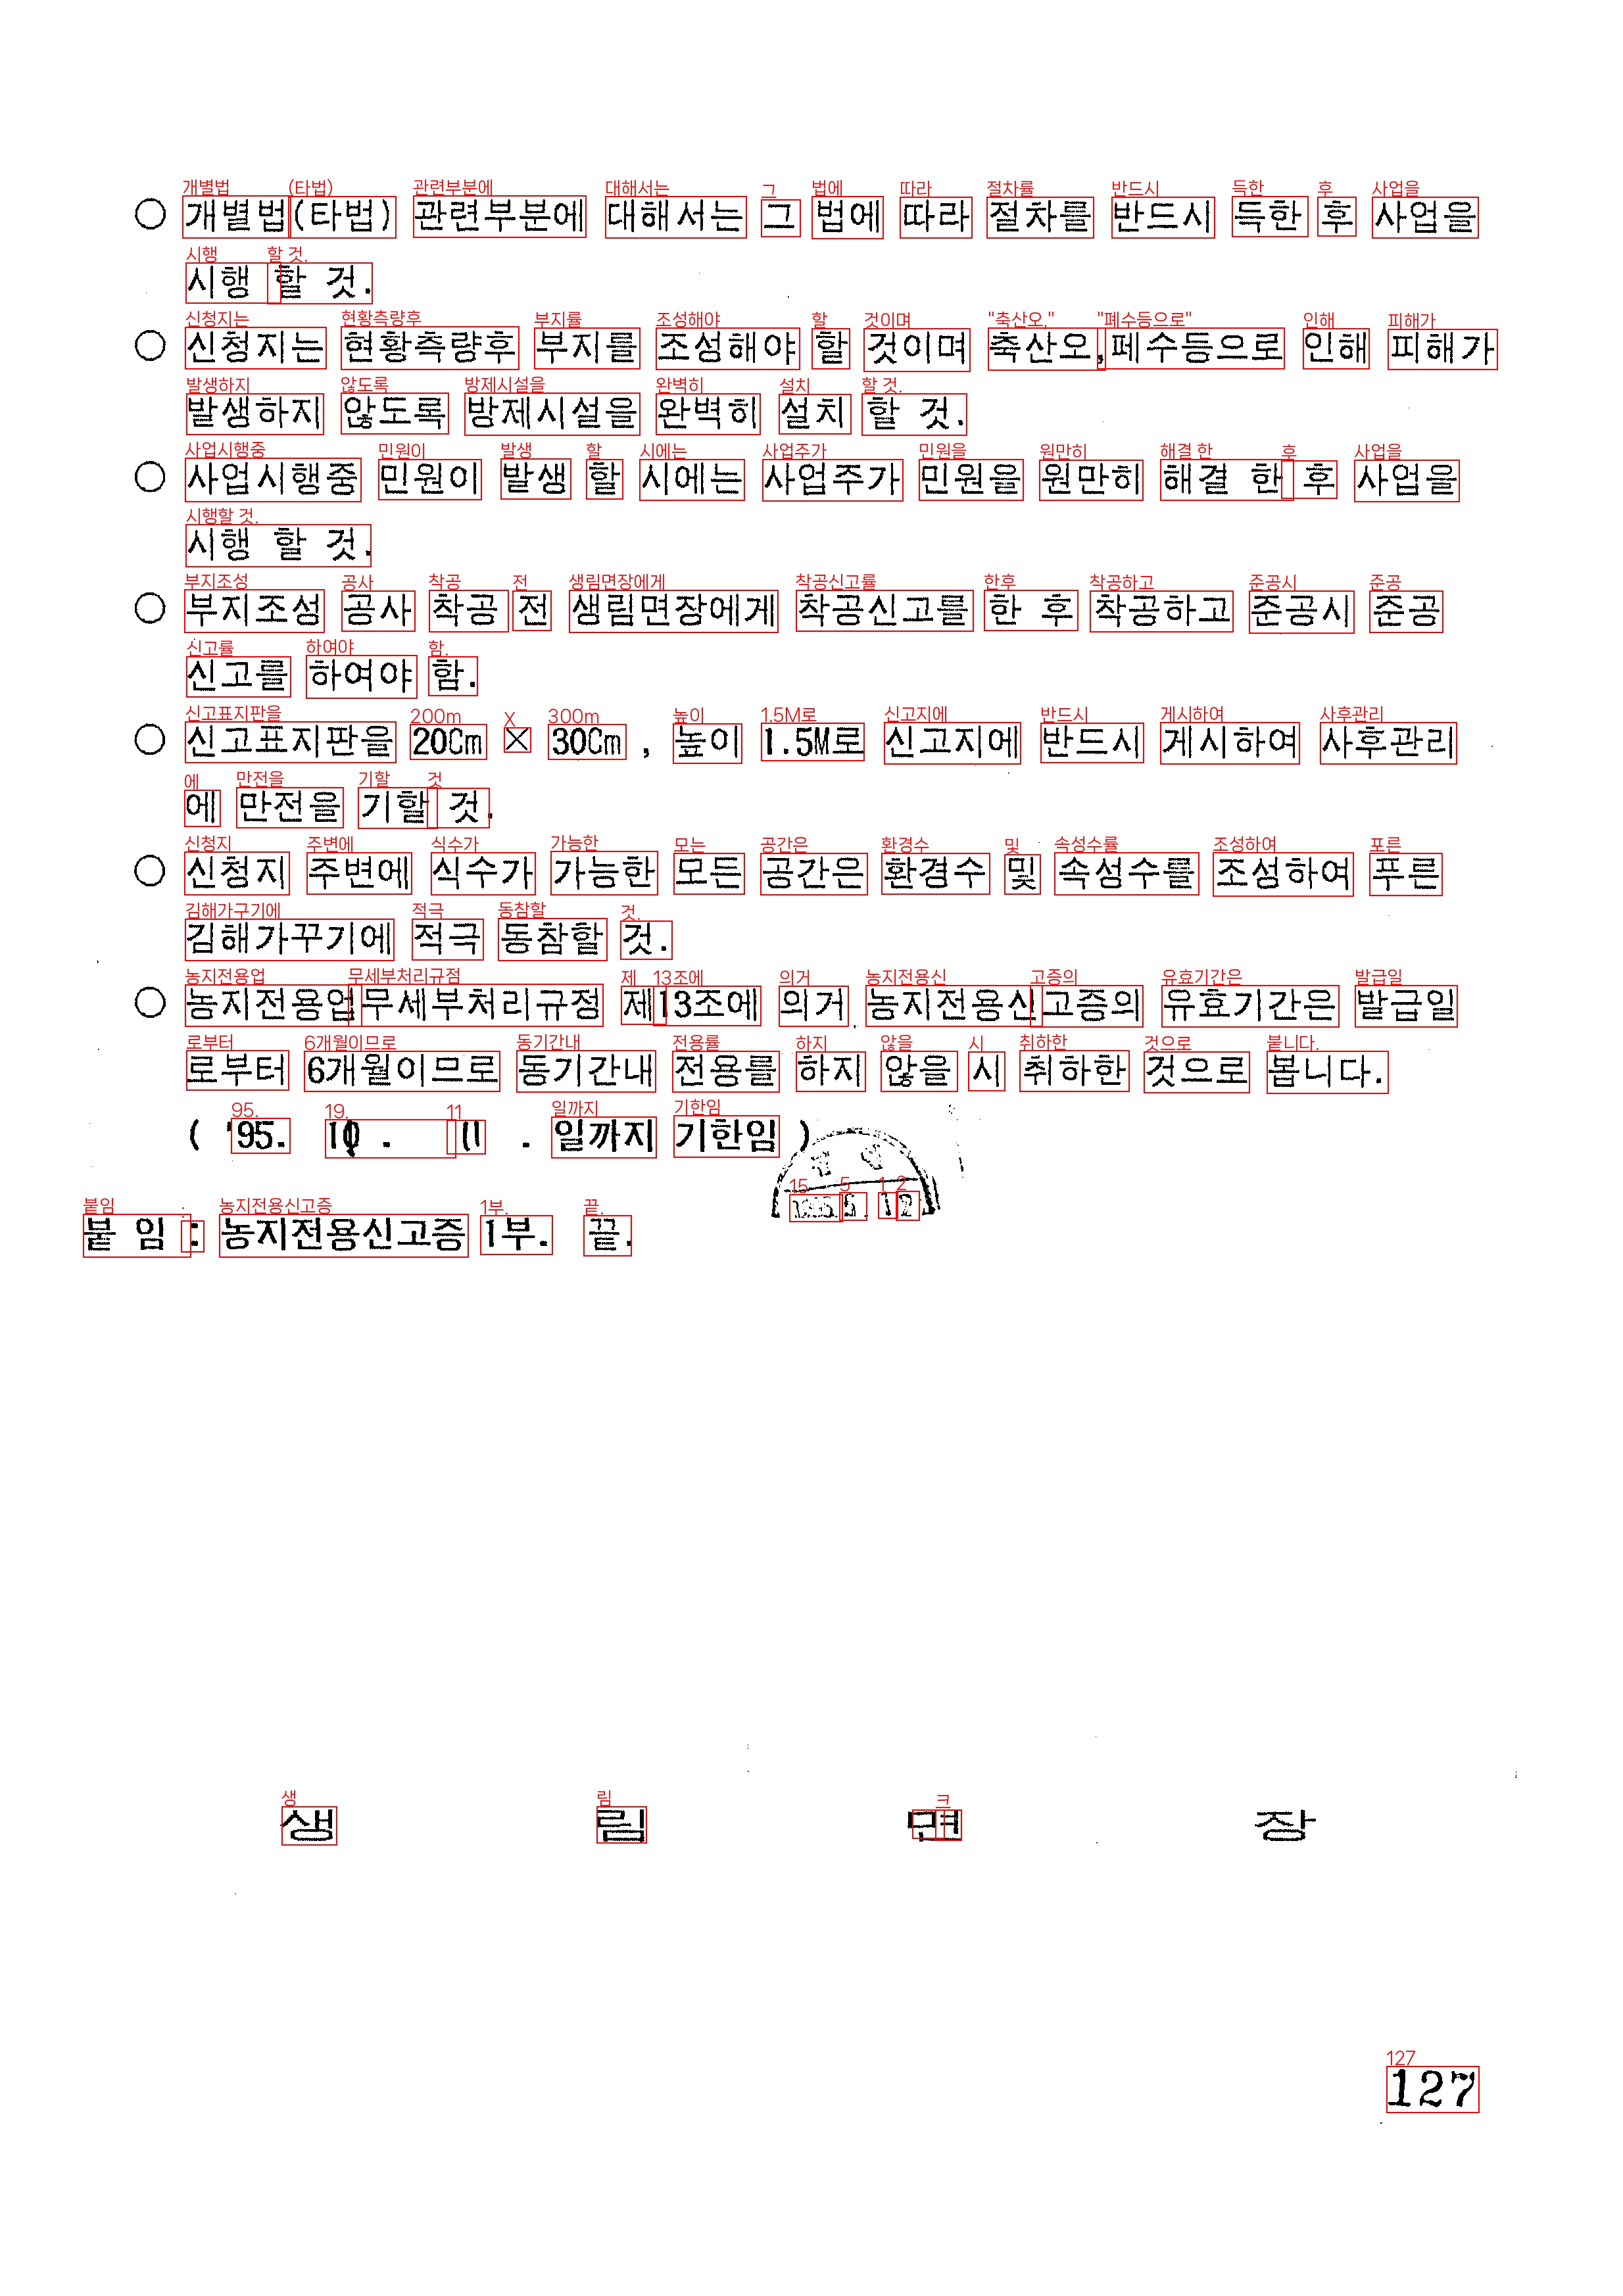 ○ 개별법(타법) 관련부분에 대해서는 그 법에 따라 절차를 반드시 득한 후 사업을
시행 할 것.
○ 신청지는 현황측량후 부지를 조성해야 할 것이며 축산오,폐수등으로 인해 피해가
발생하지 않도록 방제시설을 완벽히 설치 할 것.
○ 사업시행중 민원이 발생 할 시에는 사업주가 민원을 원만히 해결 한 후 사업을
시행 할 것.
○ 부지조성 공사 착공 전 생림면장에게 착공신고를 한 후 착공하고 준공시 준공
신고를 하여야 함.
○ 신고표지판을 20Cm X 30Cm , 높이 1.5M로 신고지에 반드시 게시하여 사후관리
에 만전을 기할 것.
○ 신청지 주변에 식수가 가능한 모든 공간은 환경수 및 속성수를 조성하여 푸른
김해가꾸기에 적극 동참할 것.
○ 농지전용업무세부처리규정 제13조에 의거 농지전용신고증의 유효기간은 발급일
로부터 6개월이므로 동기간내 전용를 하지 않을 시 취하한 것으로 봅니다.
( '95. 10 . 11 . 일까지 기한임 )
붙 임 : 농지전용신고증 1부. 끝.
생 림 면 장
127